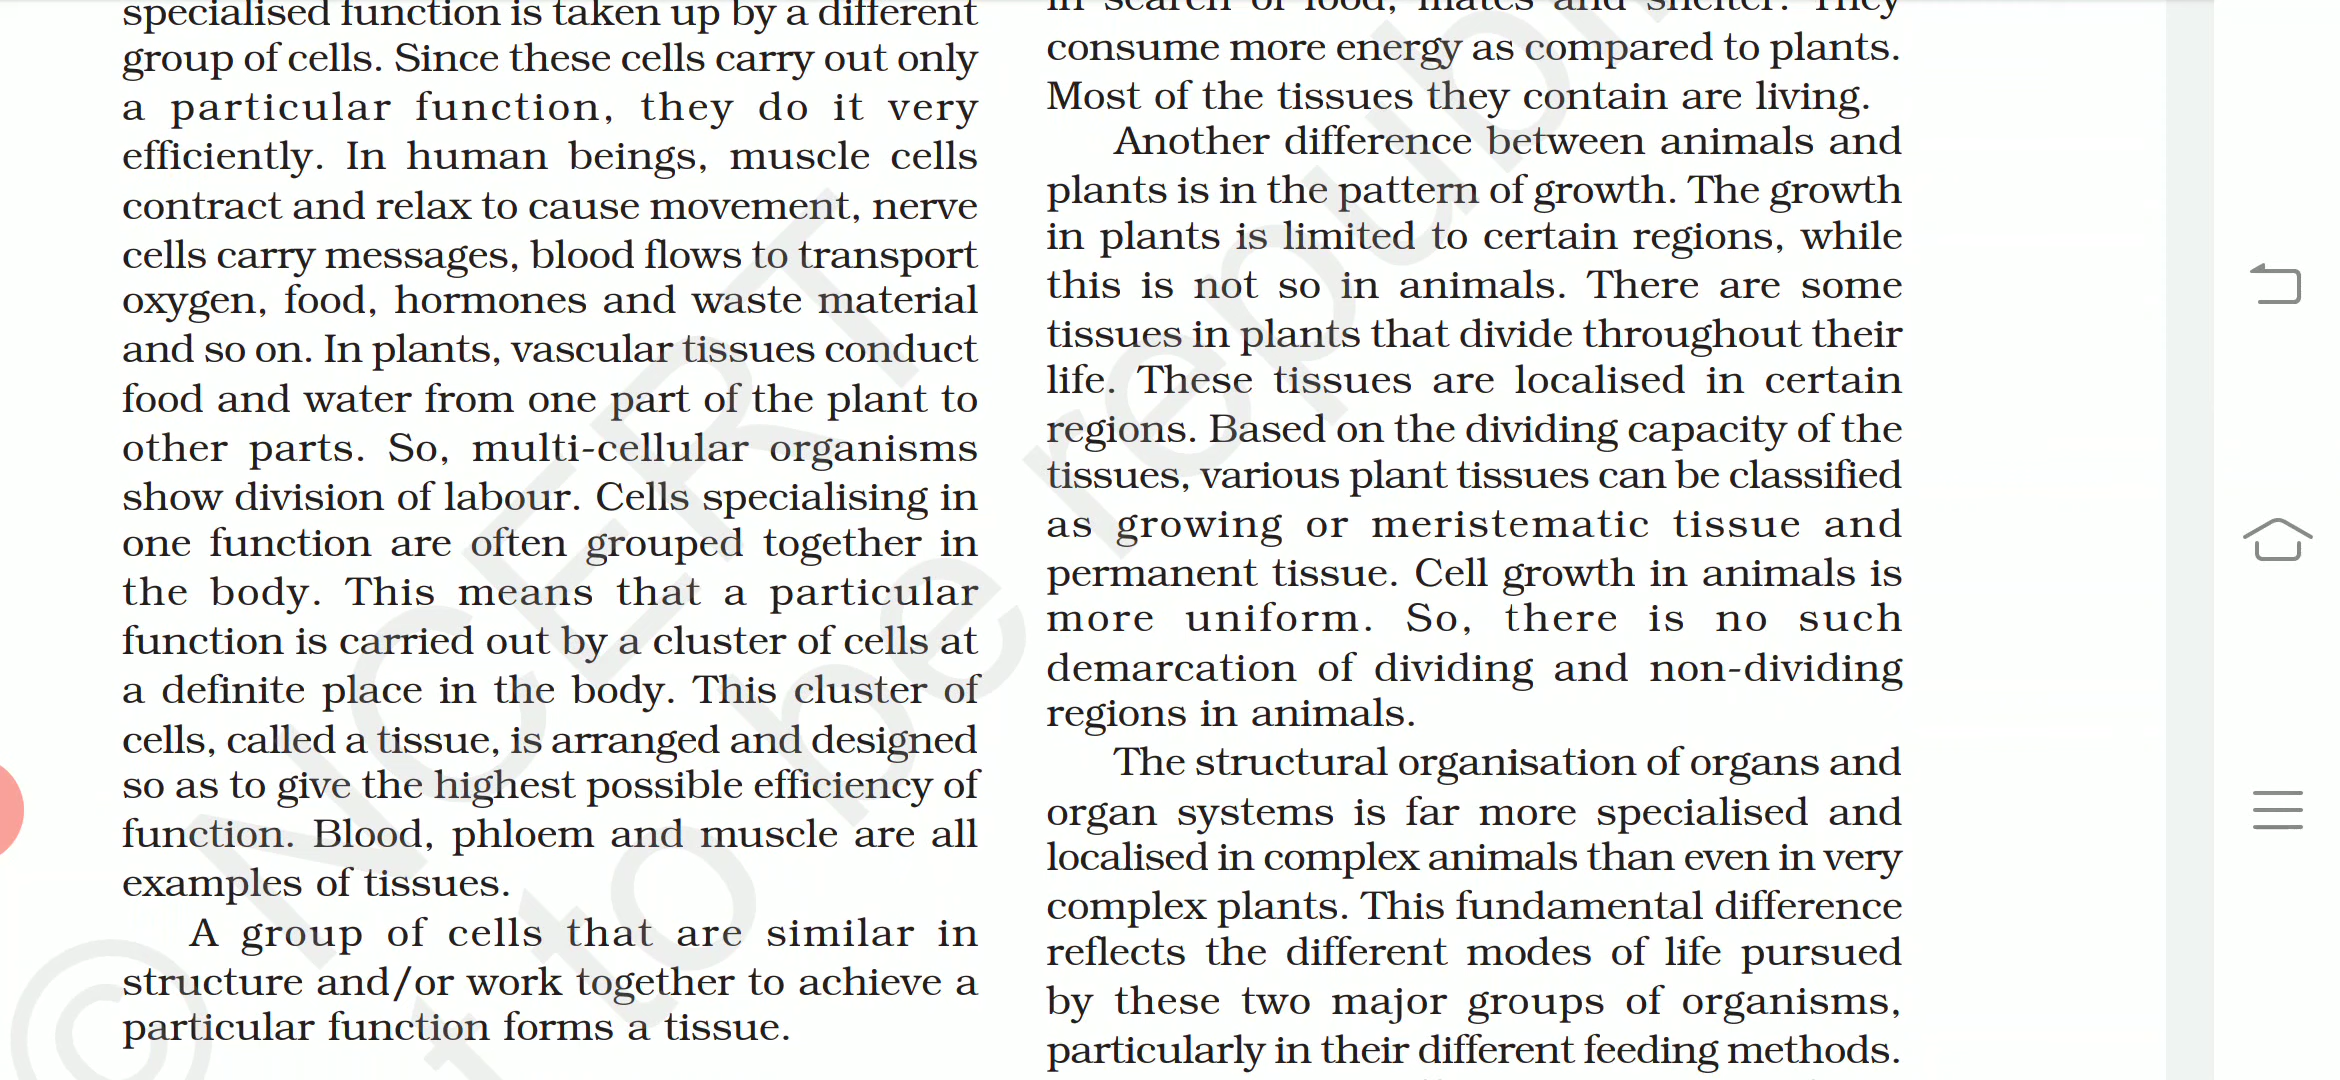 specialised function is taken up by a different
group of cells. Since these cells carry out only
a particular function, they do it very
efficiently. In human beings, muscle cells
contract and relax to cause movement, nerve
cells carry messages, blood flows to transport
oxygen, food, hormones and waste material
and so on. In plants, vascular tissues conduct
food and water from one part of the plant to
other parts. So, multi-cellular organisms
show division of labour. Cells specialising in
one function are often grouped together in
the body. This means that a particular
function is carried out by a cluster of cells at
a definite place in the body. This cluster of
cells, called a tissue, is arranged and designed
so as to give the highest possible efficiency of
function. Blood, phloem and muscle are all
examples of tissues.
A group of cells that are similar in
structure and/or work together to achieve a
particular function forms a tissue.
in search of food, mates and shelter. They
consume more energy as compared to plants.
Most of the tissues they contain are living.
Another difference between animals and
plants is in the pattern of growth. The growth
in plants is limited to certain regions, while
this is not so in animals. There are some
tissues in plants that divide throughout their
life. These tissues are localised in certain
regions. Based on the dividing capacity of the
tissues, various plant tissues can be classified
as growing or meristematic tissue and
permanent tissue. Cell growth in animals is
more uniform. So, there is no such
demarcation of dividing and non-dividing
regions in animals.
The structural organisation of organs and
organ systems is far more specialised and
localised in complex animals than even in very
complex plants. This fundamental difference
reflects the different modes of life pursued
by these two major groups of organisms,
particularly in their different feeding methods.
© NCERT
to be repub